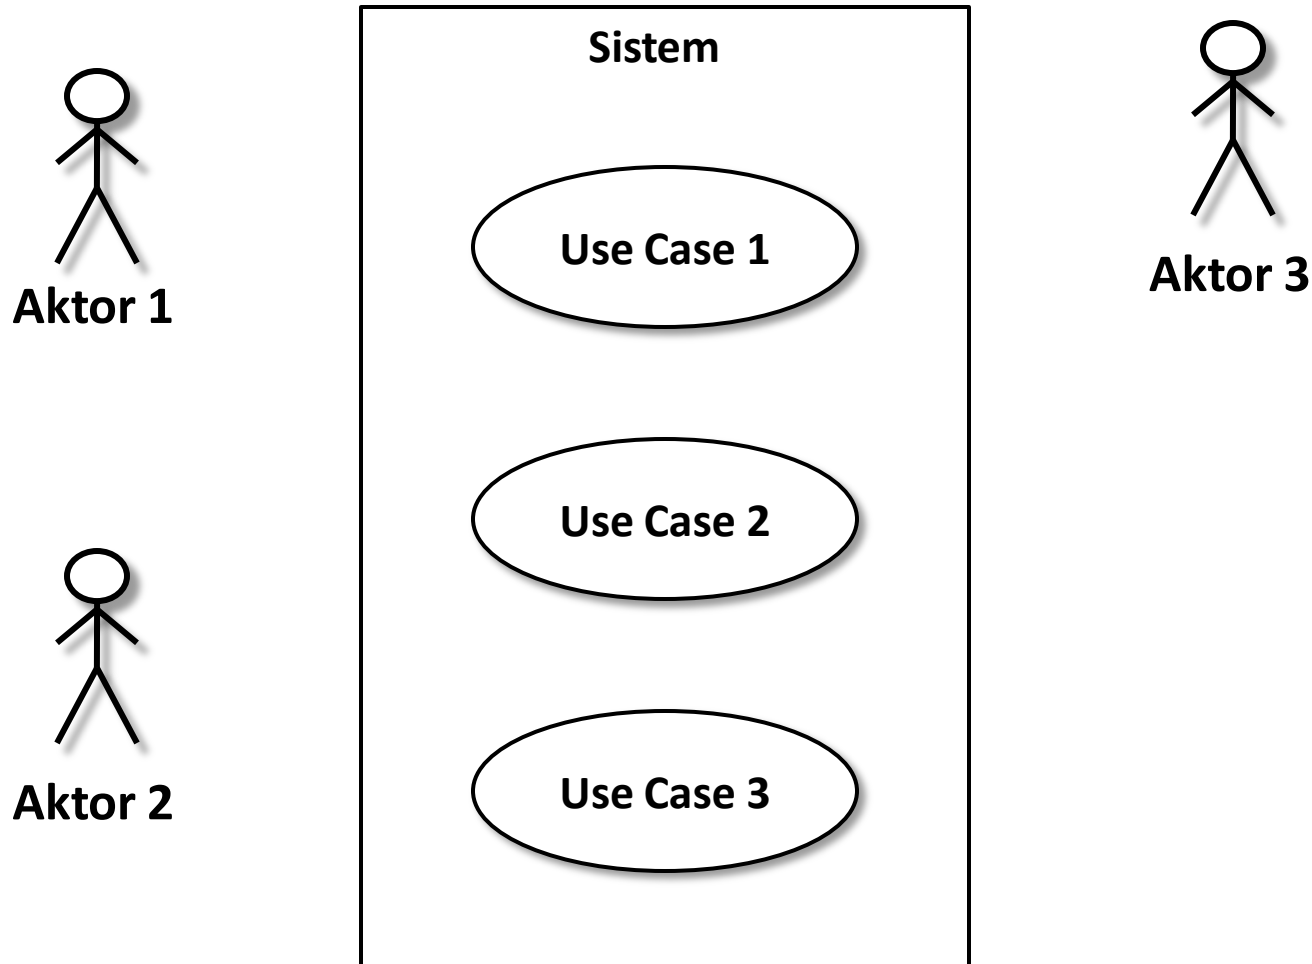 Sistem
Use Case 1
Aktor 1
Aktor 3
Use Case 2
Use Case 3
Aktor 2